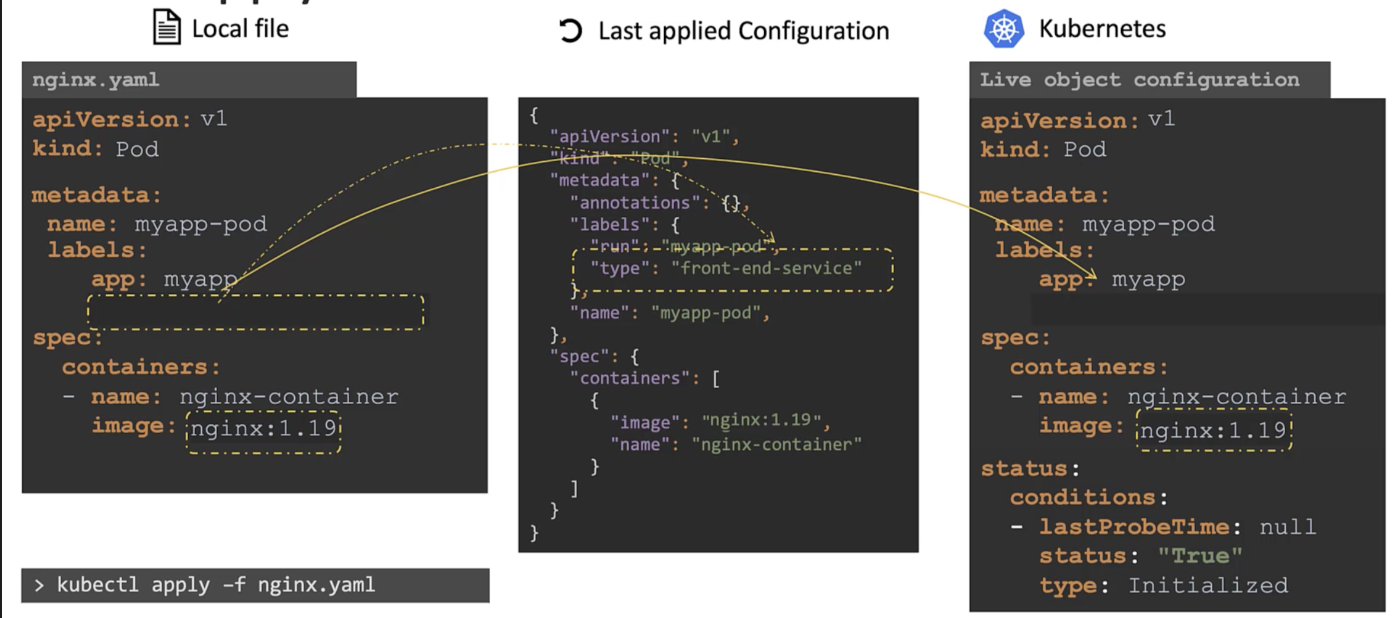 Local file
nginx.yaml
apiVersion: v1
kind: Pod
metadata:
name: myapp-pod
labels:
app: myapp
spec:
containers:
- name: nginx-container
image: nginx:1.19
> kubectl apply –f nginx.yaml
Last applied Configuration
{
"apiVersion": "v1",
"kind": "Pod",
"metadata": {
"annotations": {},
"labels": {
"run": "myapp-pod",
"type": "front-end-service"
},
"name": "myapp-pod",
},
"spec": {
"containers": [
{
"image": "nginx:1.19",
"name": "nginx-container"
}
]
}
}
Kubernetes
Live object configuration
apiVersion: v1
kind: Pod
metadata:
name: myapp-pod
labels:
app: myapp
spec:
containers:
- name: nginx-container
image: nginx:1.19
status:
conditions:
- lastProbeTime: null
status: "True"
type: Initialized